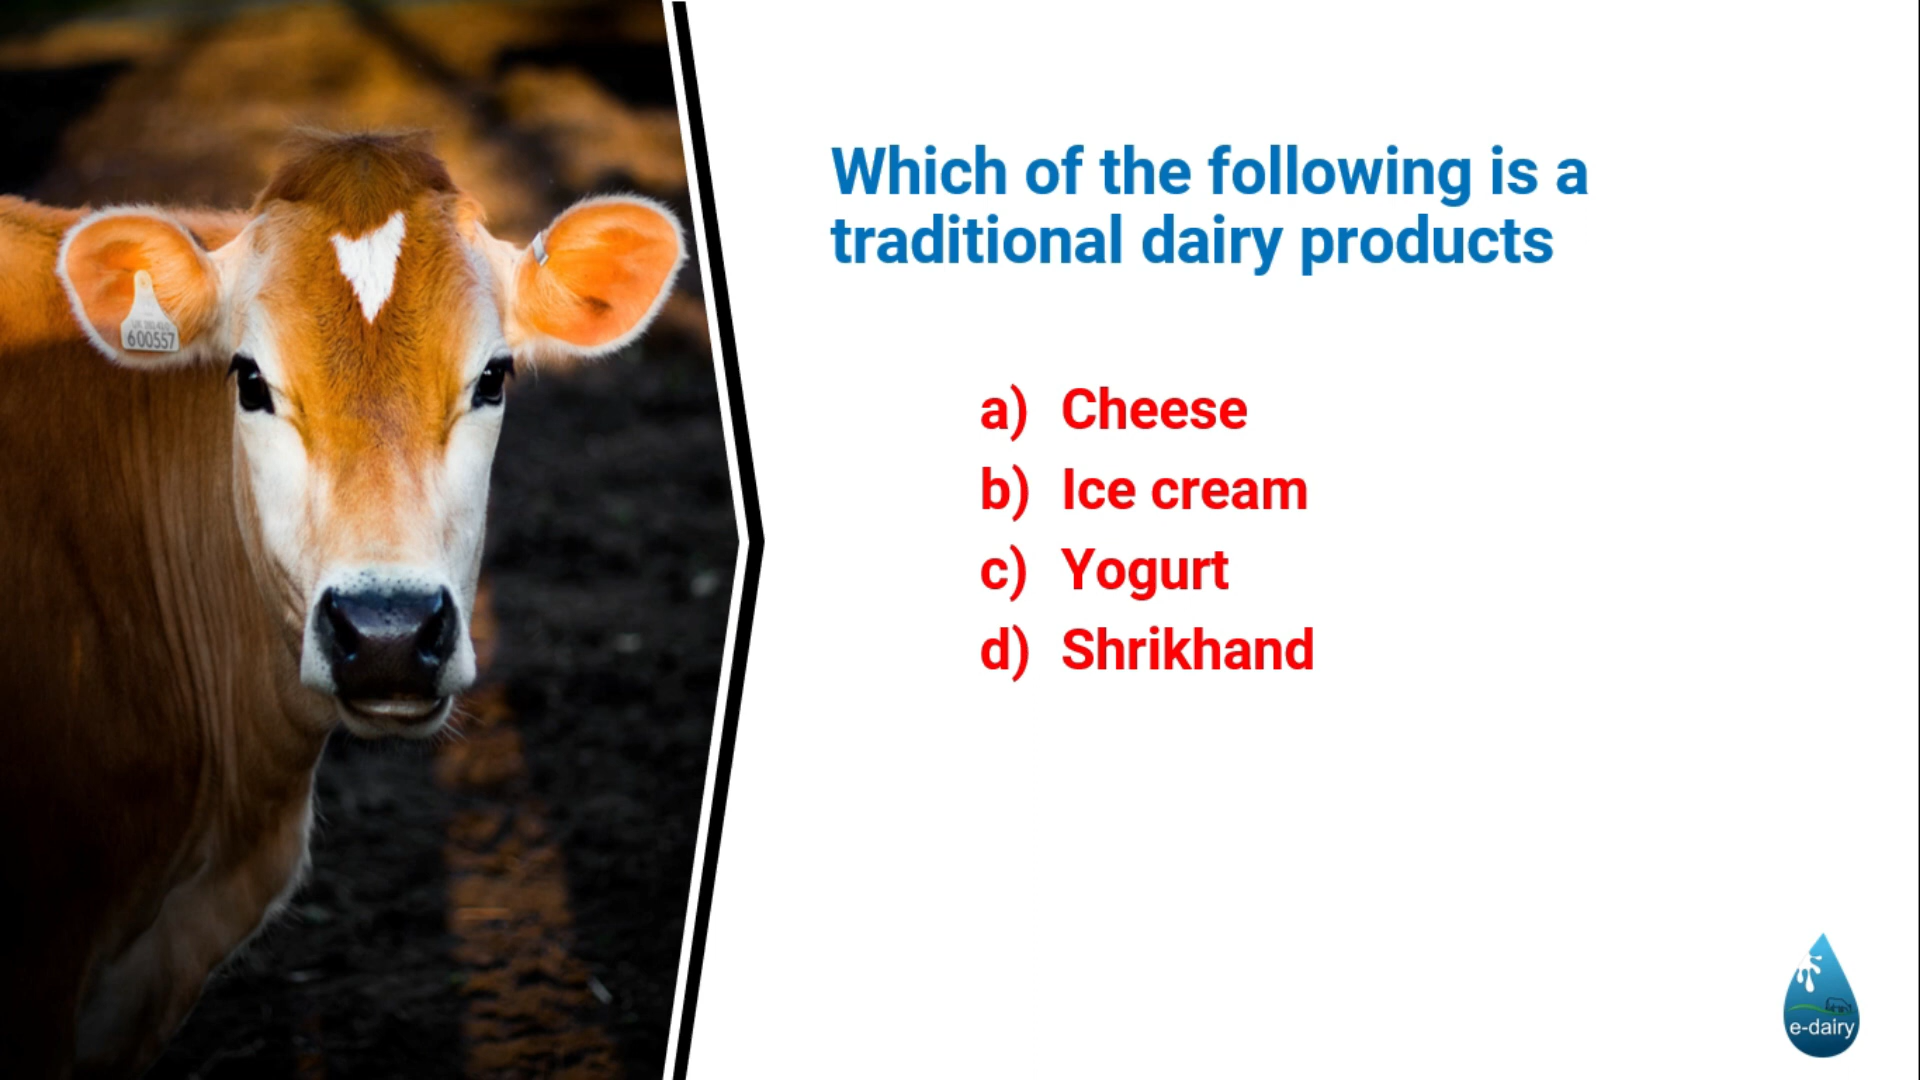 Which of the following is a
traditional dairy products
a) Cheese
b) Ice cream
c) Yogurt
d) Shrikhand
600557
e-dairy